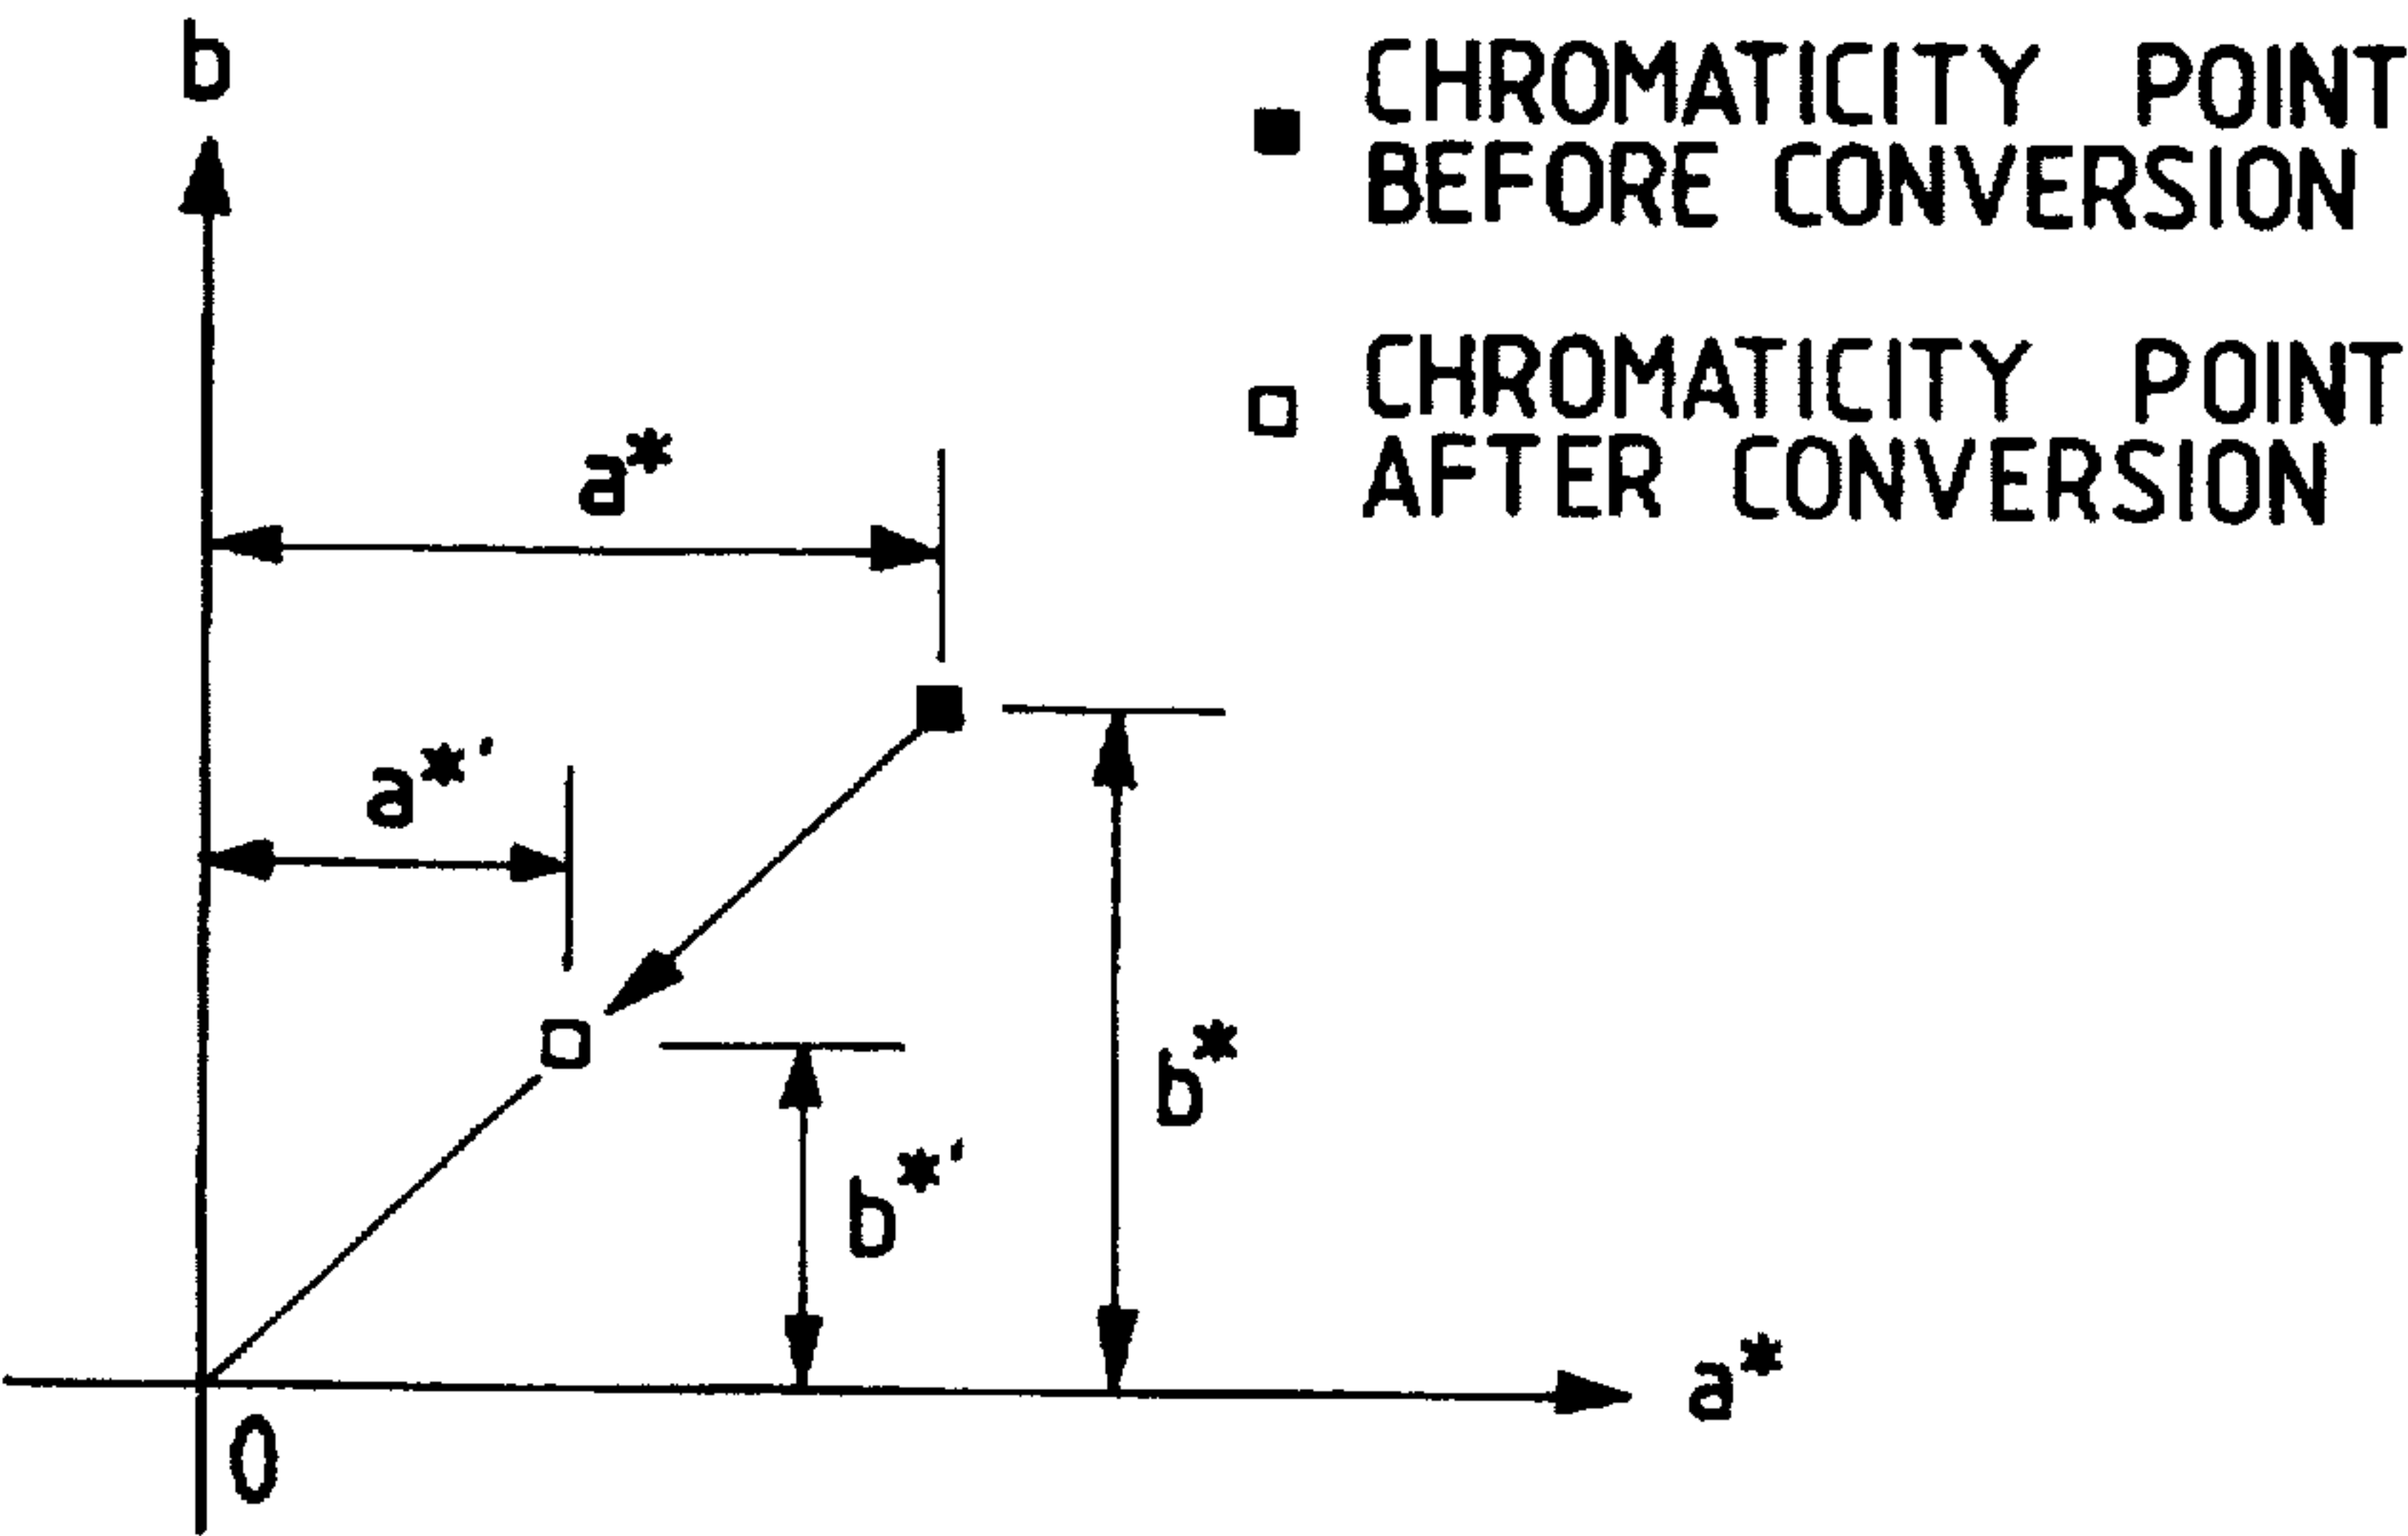 b
CHROMATICITY POINT
BEFORE CONVERSION
CHROMATICITY POINT
AFTER CONVERSION
a*
a*'
b*
b*'
a*
0